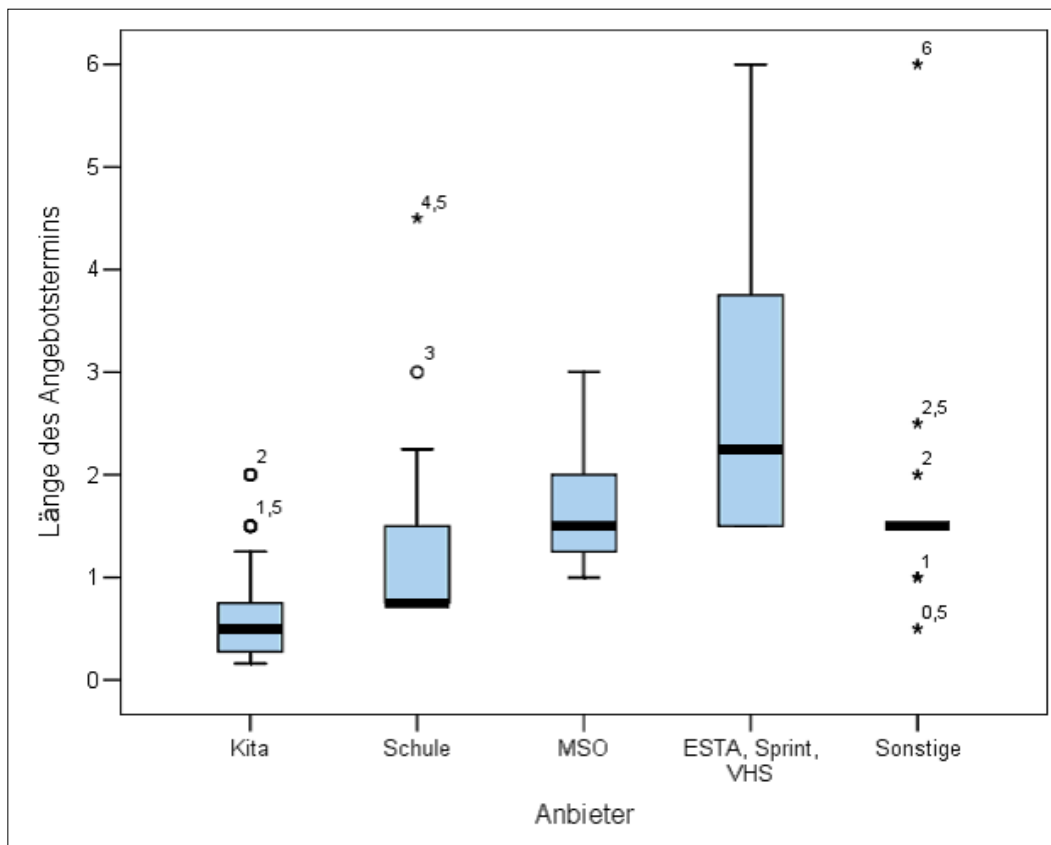 6
5
4
3
2
1
0
Länge des Angebotstermins
2
1,5
4,5
3
6
2,5
2
1
0,5
Kita
Schule
MSO
ESTA, Sprint,
VHS
Sonstige
Anbieter